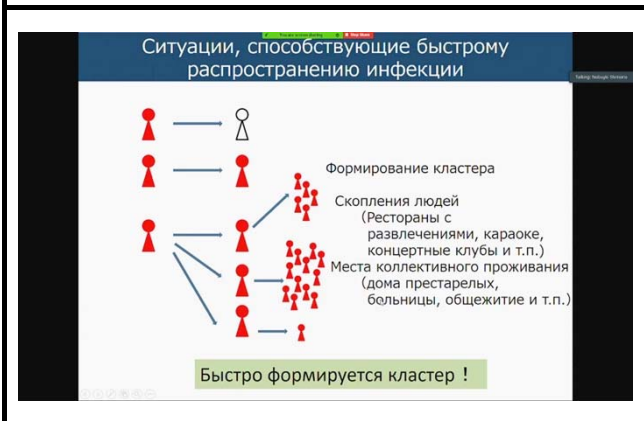 Ситуации, способствующие быстрому
распространению инфекции
Формирование кластера
Скопления людей
(Рестораны с
развлечениями, караоке,
концертные клубы и т.п.)
Места коллективного проживания
(дома престарелых,
больницы, общежитие и т.п.)
Быстро формируется кластер！